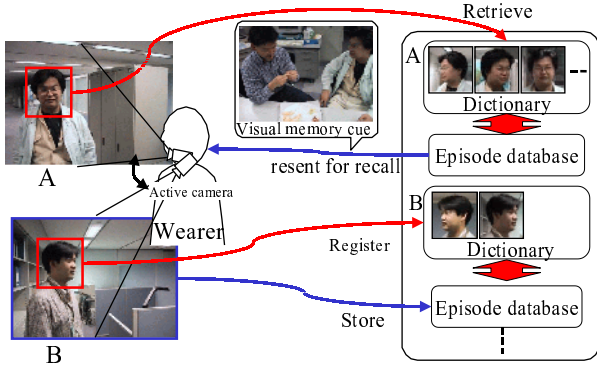 Retrieve
A
Dictionary
Visual memory cue
resent for recall
Episode database
A
Active camera
Wearer
B
Register
Dictionary
Store
Episode database
B